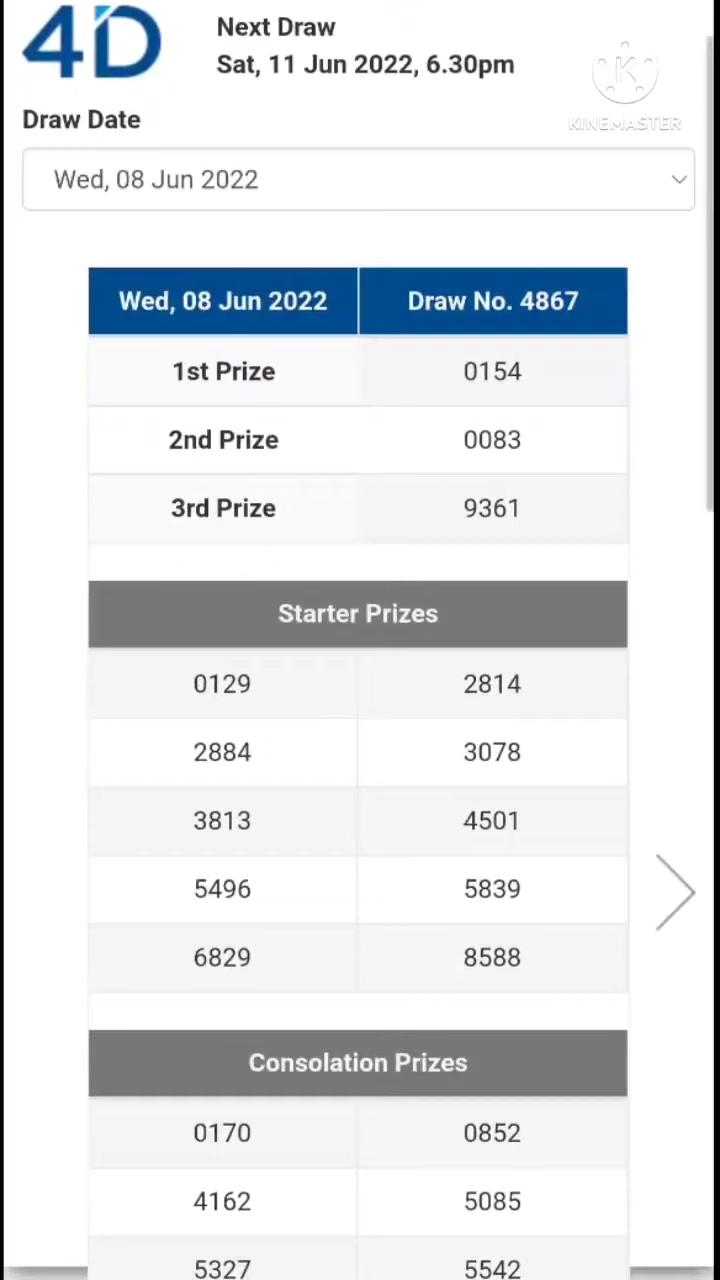 4D
Next Draw
Sat, 11 Jun 2022, 6.30pm
KINEMASTER
Draw Date
Wed, 08 Jun 2022
Wed, 08 Jun 2022 Draw No. 4867
1st Prize 0154
2nd Prize 0083
3rd Prize 9361
Starter Prizes
0129 2814
2884 3078
3813 4501
5496 5839
6829 8588
Consolation Prizes
0170 0852
4162 5085
5327 5542